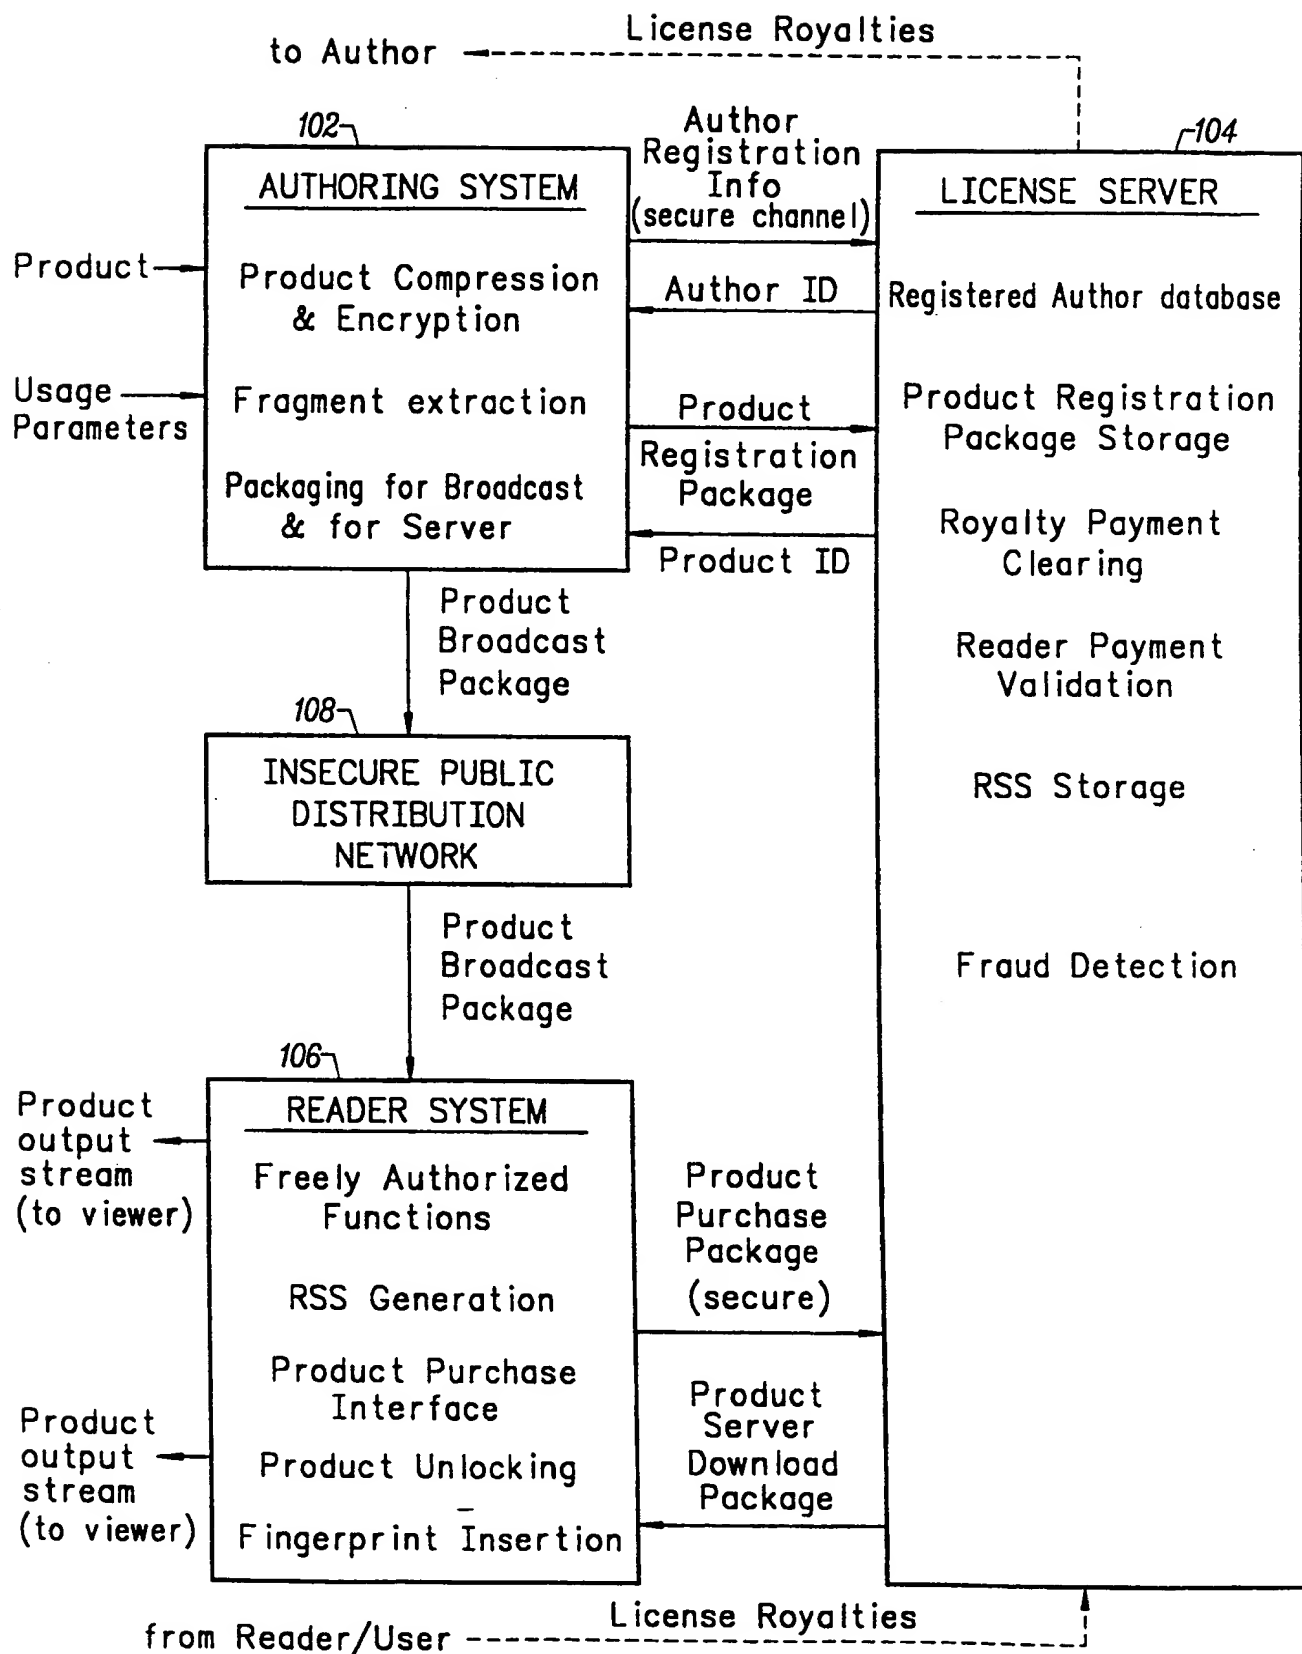 License Royalties
to Author
102
AUTHORING SYSTEM
Product Compression
& Encryption
Fragment extraction
Packaging for Broadcast
& for Server
Product
Usage
Parameters
Author
Registration
Info
(secure channel)
Author ID
Product
Registration
Package
Product ID
104
LICENSE SERVER
Registered Author database
Product Registration
Package Storage
Royalty Payment
Clearing
Reader Payment
Validation
RSS Storage
Fraud Detection
Product
Broadcast
Package
108
INSECURE PUBLIC
DISTRIBUTION
NETWORK
Product
Broadcast
Package
106
READER SYSTEM
Freely Authorized
Functions
RSS Generation
Product Purchase
Interface
Product Unlocking
Fingerprint Insertion
Product
output
stream
(to viewer)
Product
output
stream
(to viewer)
Product
Purchase
Package
(secure)
Product
Server
Download
Package
License Royalties
from Reader/User